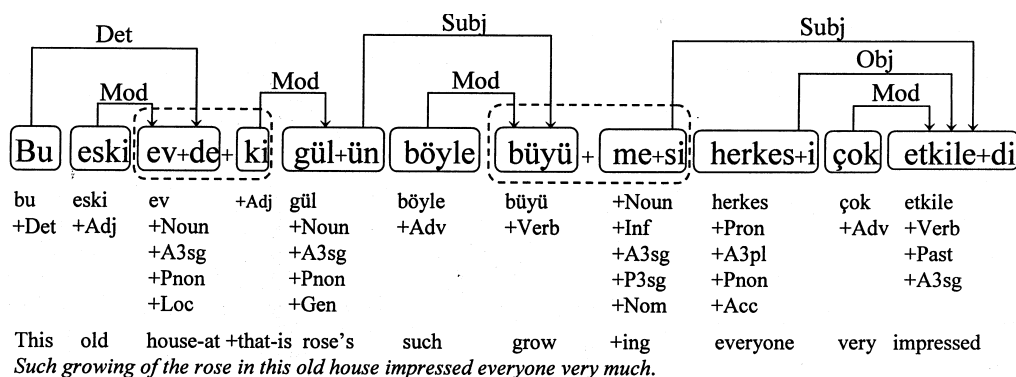 Det Subj Subj
Obj
Mod Mod Mod Mod
Bu eski ev+de + ki gül+ün böyle büyü + me+si herkes+i çok etkile+di
bu eski ev +Adj gül böyle büyü +Noun herkes çok etkile
+Det +Adj +Noun +Noun +Adv +Verb +Inf +Pron +Adv +Verb
+A3sg +A3sg +A3sg +A3pl +Past
+Pnon +Pnon +P3sg +Pnon +A3sg
+Loc +Gen +Nom +Acc
This old house-at +that-is rose's such grow +ing everyone very impressed
Such growing of the rose in this old house impressed everyone very much.